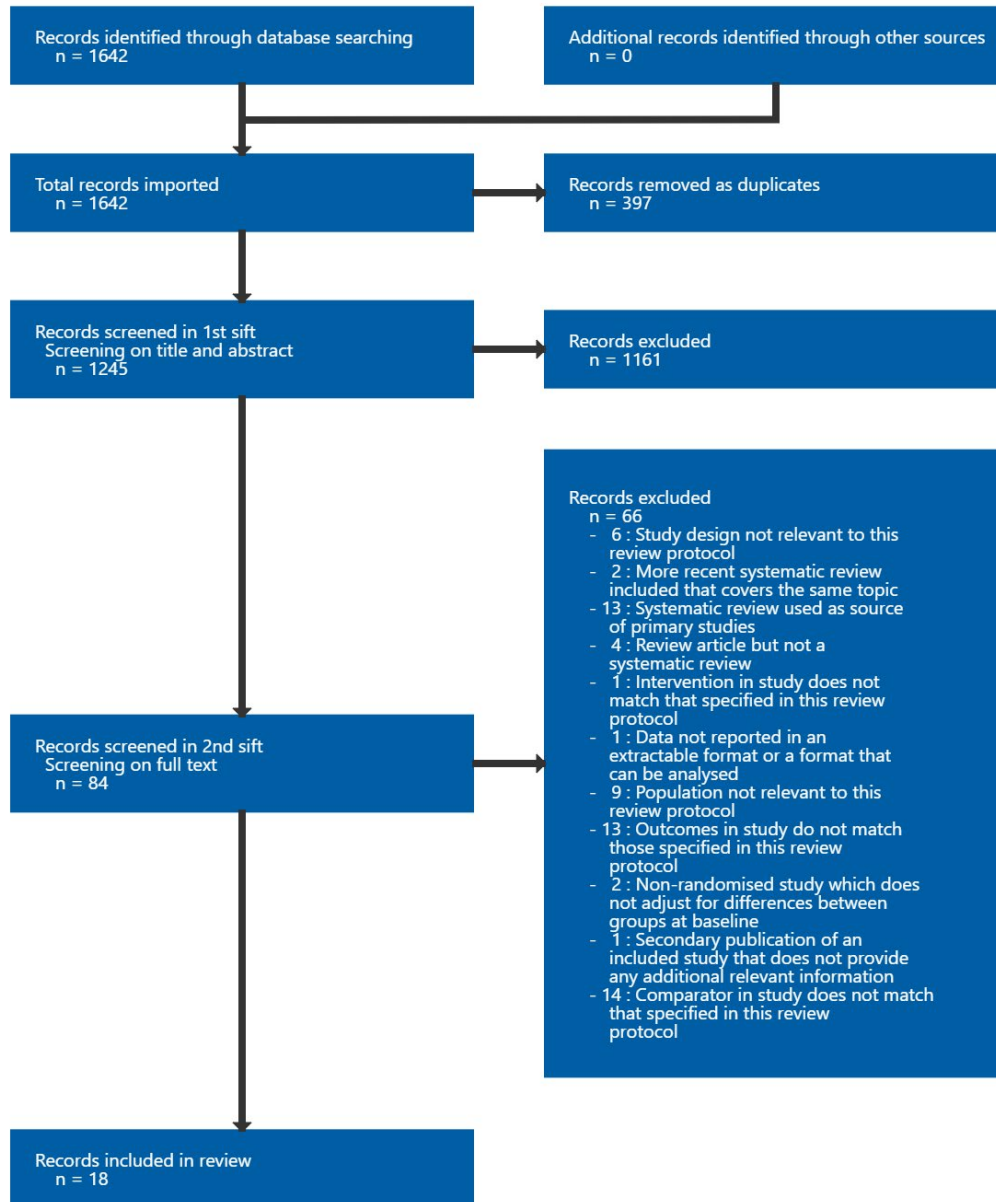 Records identified through database searching
n = 1642
Additional records identified through other sources
n = 0
Total records imported
n = 1642
Records removed as duplicates
n = 397
Records screened in 1st sift
Screening on title and abstract
n = 1245
Records excluded
n = 1161
Records screened in 2nd sift
Screening on full text
n = 84
Records excluded
n = 66
- 6 : Study design not relevant to this
review protocol
- 2 : More recent systematic review
included that covers the same topic
- 13 : Systematic review used as source
of primary studies
- 4 : Review article but not a
systematic review
- 1 : Intervention in study does not
match that specified in this review
protocol
- 1 : Data not reported in an
extractable format or a format that
can be analysed
- 9 : Population not relevant to this
review protocol
- 13 : Outcomes in study do not match
those specified in this review
protocol
- 2 : Non-randomised study which does
not adjust for differences between
groups at baseline
- 1 : Secondary publication of an
included study that does not provide
any additional relevant information
- 14 : Comparator in study does not match
that specified in this review
protocol
Records included in review
n = 18